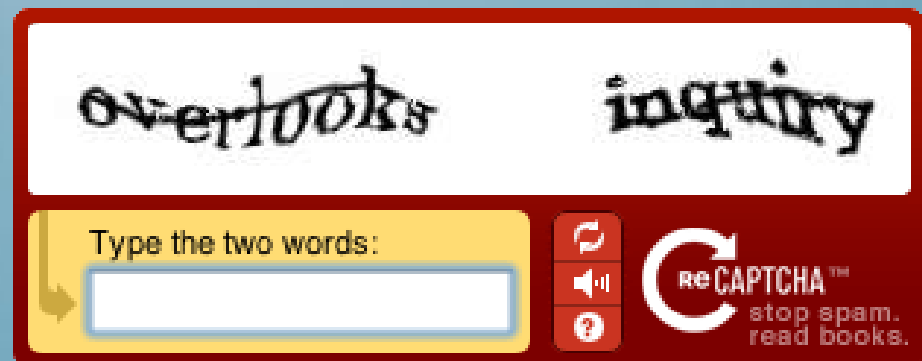 overlooks inquiry
Type the two words:
reCAPTCHA™
stop spam.
read books.